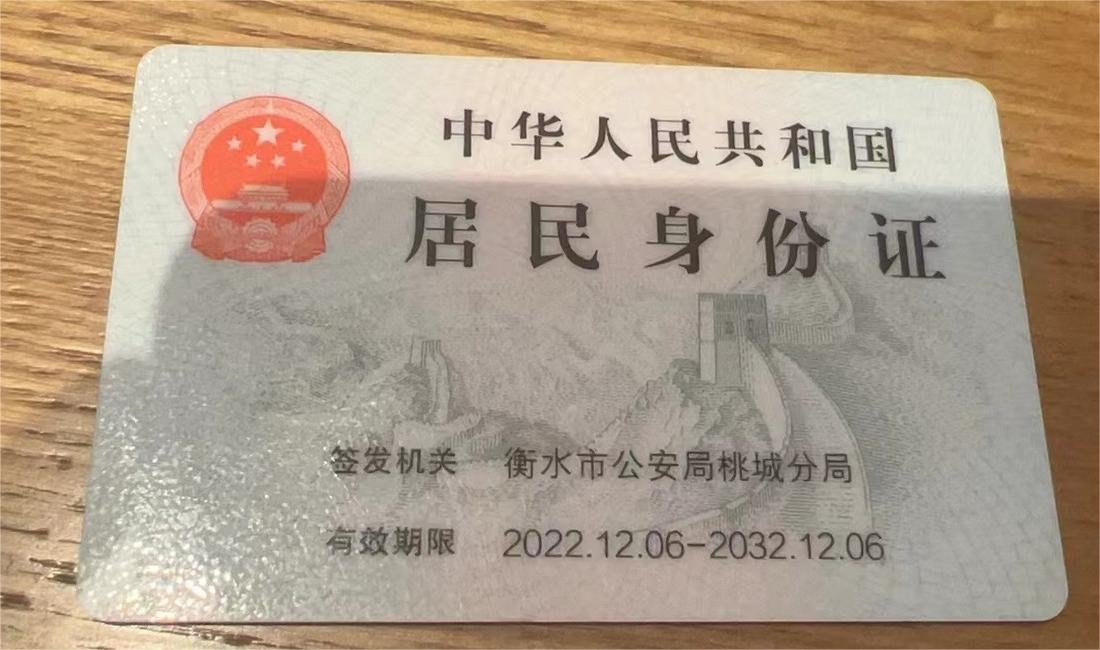 中华人民共和国
居民身份证
签发机关 衡水市公安局桃城分局
有效期限 2022.12.06-2032.12.06